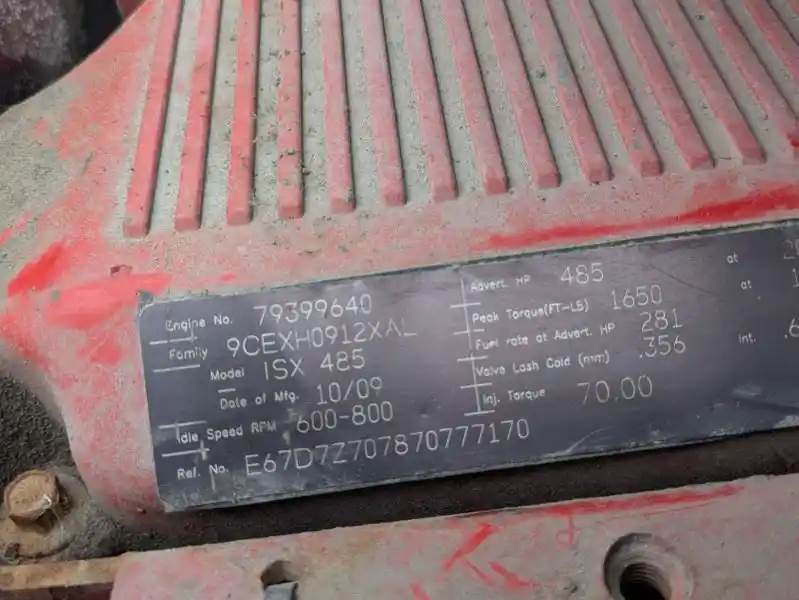 Engine No. 79399640
Family 9CEXH0912XAL
Model ISX 485
Date of Mfg. 10/09
Idle Speed RPM 600-800
Ref. No. E67D7Z707870777170
Advert. HP 485 at
Peak Torque(FT-LB) 1650 at
Fuel rate at Advert. HP 281
Valve Lash Cold (mm) .356 Int.
Inj. Torque 70.00